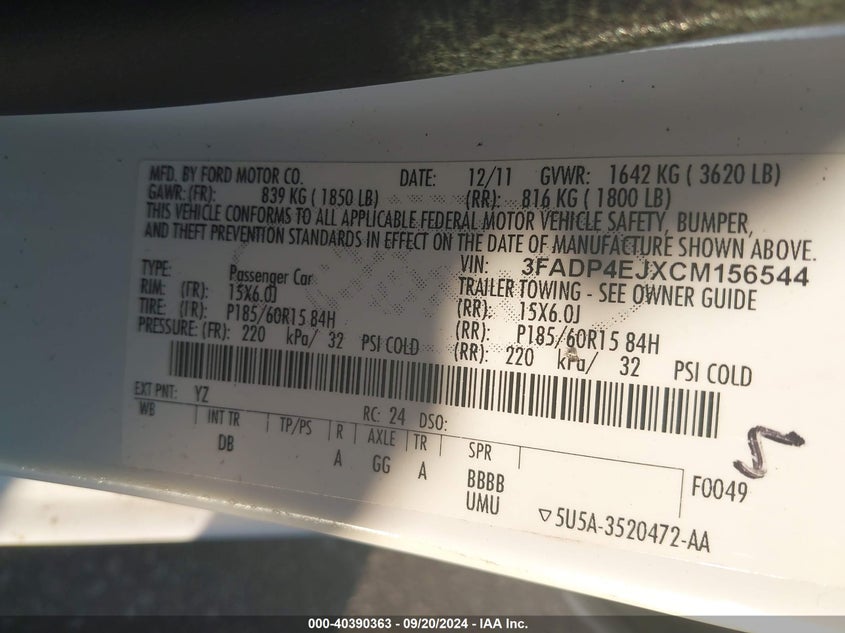 MFD. BY FORD MOTOR CO. DATE: 12/11 GVWR: 1642 KG ( 3620 LB)
GAWR: (FR): 839 KG ( 1850 LB) (RR): 816 KG ( 1800 LB)
THIS VEHICLE CONFORMS TO ALL APPLICABLE FEDERAL MOTOR VEHICLE SAFETY, BUMPER,
AND THEFT PREVENTION STANDARDS IN EFFECT ON THE DATE OF MANUFACTURE SHOWN ABOVE.
VIN: 3FADP4EJXCM156544
TYPE: Passenger Car TRAILER TOWING - SEE OWNER GUIDE
RIM: (FR): 15X6.0J (RR): 15X6.0J
TIRE: (FR): P185/60R15 84H (RR): P185/60R15 84H
PRESSURE: (FR): 220 kPa/ 32 PSI COLD (RR): 220 kPa/ 32 PSI COLD
EXT PNT: YZ RC: 24 DSO:
WB INT TR TP/PS R AXLE TR SPR
DB A GG A BBBB
UMU
F0049
5
▽5U5A-3520472-AA
000-40390363 - 09/20/2024 - IAA Inc.